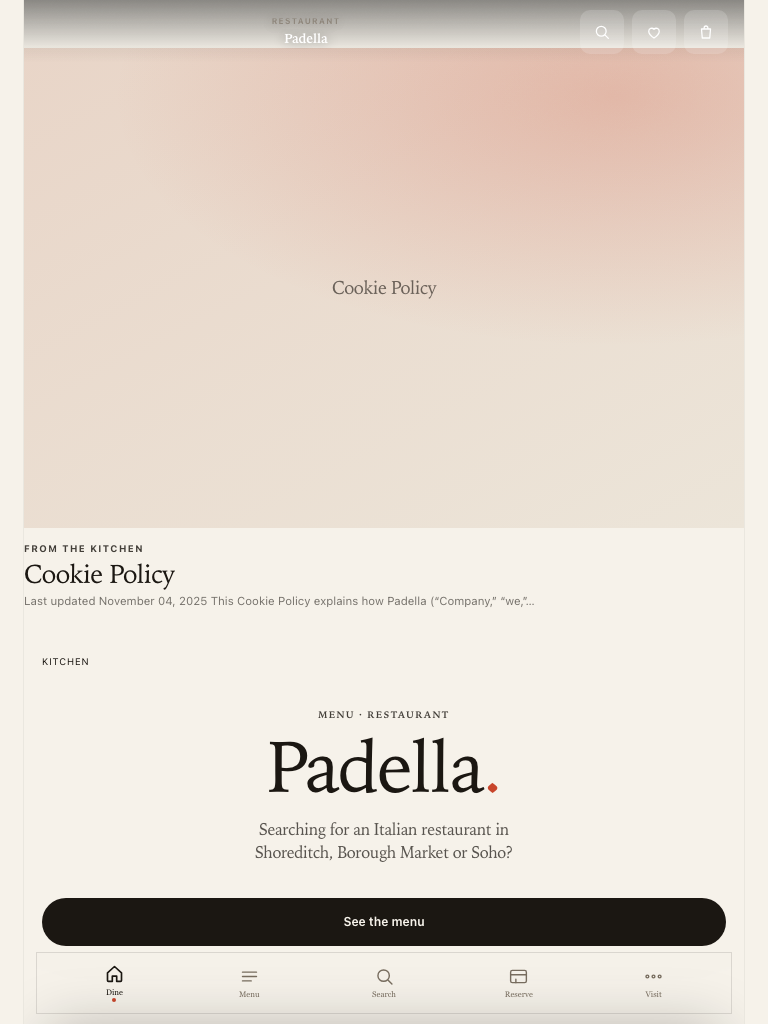 RESTAURANT
Padella
Cookie Policy
FROM THE KITCHEN
Cookie Policy
Last updated November 04, 2025 This Cookie Policy explains how Padella (“Company,” “we,”...
KITCHEN
MENU · RESTAURANT
Padella.
Searching for an Italian restaurant in
Shoreditch, Borough Market or Soho?
See the menu
Dine
Menu
Search
Reserve
Visit